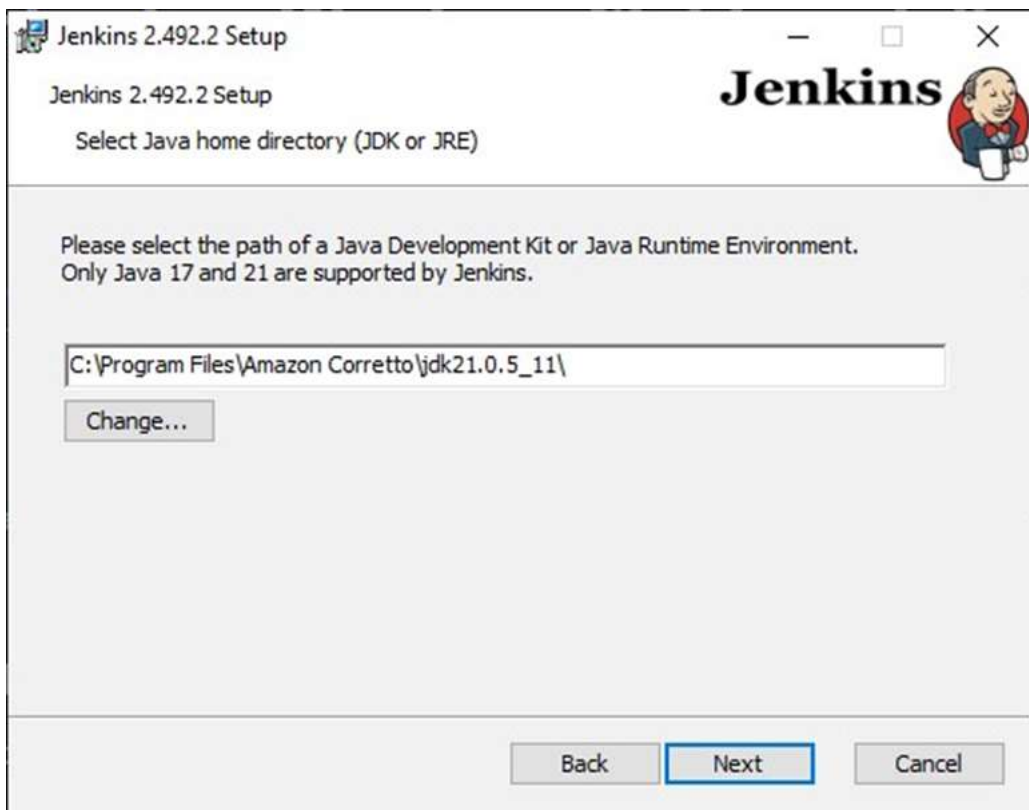 Jenkins 2.492.2 Setup
Jenkins 2.492.2 Setup
Jenkins
Select Java home directory (JDK or JRE)
Please select the path of a Java Development Kit or Java Runtime Environment.
Only Java 17 and 21 are supported by Jenkins.
C:\Program Files\Amazon Corretto\jdk21.0.5_11\
Change...
Back
Next
Cancel